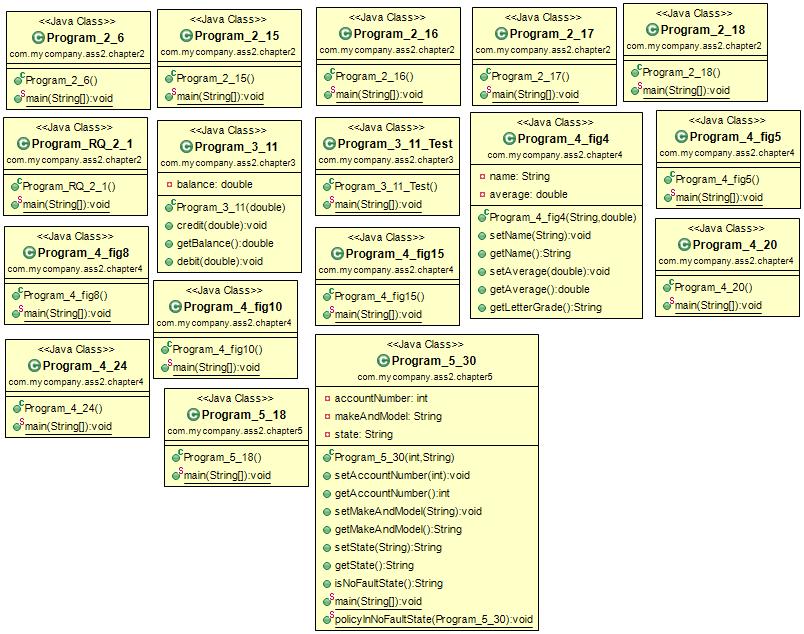 <<Java Class>>
Program_2_6
com.mycompany.ass2.chapter2
Program_2_6()
main(String[]):void
<<Java Class>>
Program_2_15
com.mycompany.ass2.chapter2
Program_2_15()
main(String[]):void
<<Java Class>>
Program_2_16
com.mycompany.ass2.chapter2
Program_2_16()
main(String[]):void
<<Java Class>>
Program_2_17
com.mycompany.ass2.chapter2
Program_2_17()
main(String[]):void
<<Java Class>>
Program_2_18
com.mycompany.ass2.chapter2
Program_2_18()
main(String[]):void
<<Java Class>>
Program_RQ_2_1
com.mycompany.ass2.chapter2
Program_RQ_2_1()
main(String[]):void
<<Java Class>>
Program_3_11
com.mycompany.ass2.chapter3
balance: double
Program_3_11(double)
credit(double):void
getBalance():double
debit(double):void
<<Java Class>>
Program_3_11_Test
com.mycompany.ass2.chapter3
Program_3_11_Test()
main(String[]):void
<<Java Class>>
Program_4_fig4
com.mycompany.ass2.chapter4
name: String
average: double
Program_4_fig4(String,double)
setName(String):void
getName():String
setAverage(double):void
getAverage():double
getLetterGrade():String
<<Java Class>>
Program_4_fig5
com.mycompany.ass2.chapter4
Program_4_fig5()
main(String[]):void
<<Java Class>>
Program_4_fig8
com.mycompany.ass2.chapter4
Program_4_fig8()
main(String[]):void
<<Java Class>>
Program_4_fig10
com.mycompany.ass2.chapter4
Program_4_fig10()
main(String[]):void
<<Java Class>>
Program_4_fig15
com.mycompany.ass2.chapter4
Program_4_fig15()
main(String[]):void
<<Java Class>>
Program_4_20
com.mycompany.ass2.chapter4
Program_4_20()
main(String[]):void
<<Java Class>>
Program_4_24
com.mycompany.ass2.chapter4
Program_4_24()
main(String[]):void
<<Java Class>>
Program_5_18
com.mycompany.ass2.chapter5
Program_5_18()
main(String[]):void
<<Java Class>>
Program_5_30
com.mycompany.ass2.chapter5
accountNumber: int
makeAndModel: String
state: String
Program_5_30(int,String)
setAccountNumber(int):void
getAccountNumber():int
setMakeAndModel(String):void
getMakeAndModel():String
setState(String):String
getState():String
isNoFaultState():String
main(String[]):void
policyInNoFaultState(Program_5_30):void